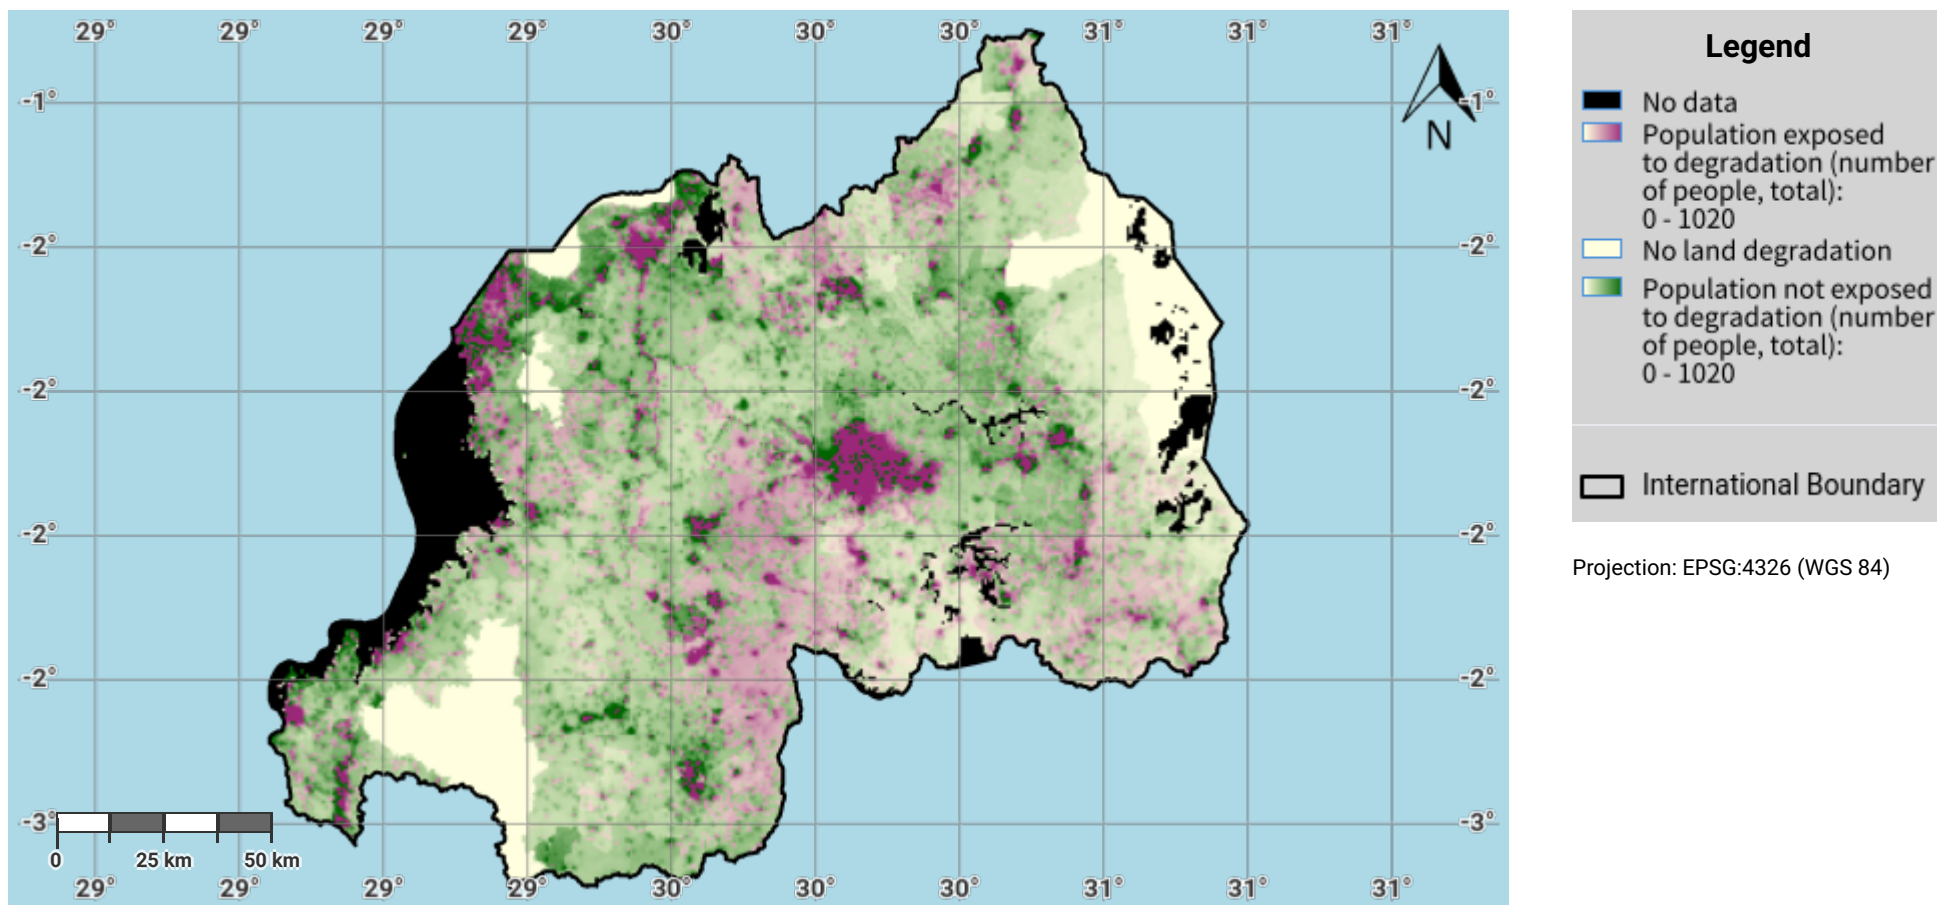 29° 29° 29° 29° 30° 30° 30° 31° 31° 31°
-1° -1°
N
-2° -2°
-2° -2°
-2° -2°
-2° -2°
-3° -3°
0 25 km 50 km
29° 29° 29° 29° 30° 30° 30° 31° 31° 31°
Legend
No data
Population exposed
to degradation (number
of people, total):
0 - 1020
No land degradation
Population not exposed
to degradation (number
of people, total):
0 - 1020
International Boundary
Projection: EPSG:4326 (WGS 84)